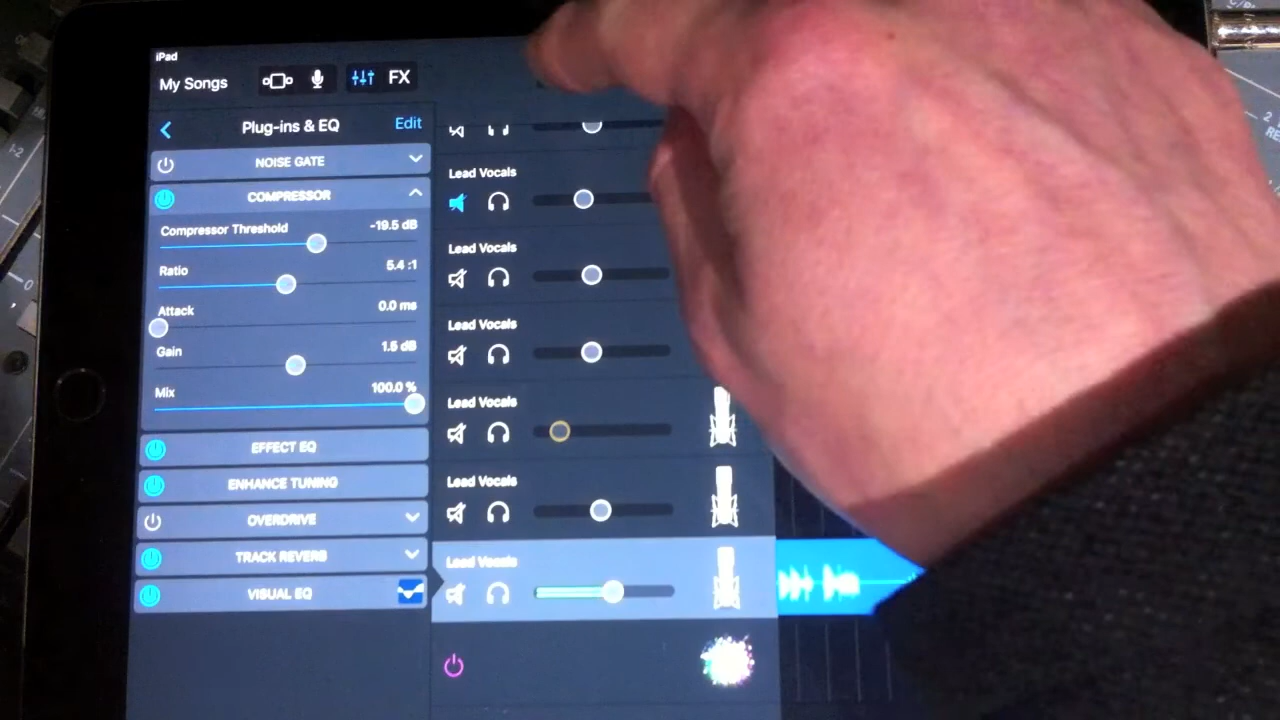 iPad
My Songs
FX
Plug-ins & EQ
Edit
NOISE GATE
COMPRESSOR
Compressor Threshold
-19.5 dB
Ratio
5.4 :1
Attack
0.0 ms
Gain
1.5 dB
Mix
100.0 %
EFFECT EQ
ENHANCE TUNING
OVERDRIVE
TRACK REVERB
VISUAL EQ
Lead Vocals
Lead Vocals
Lead Vocals
Lead Vocals
Lead Vocals
Lead Vocals